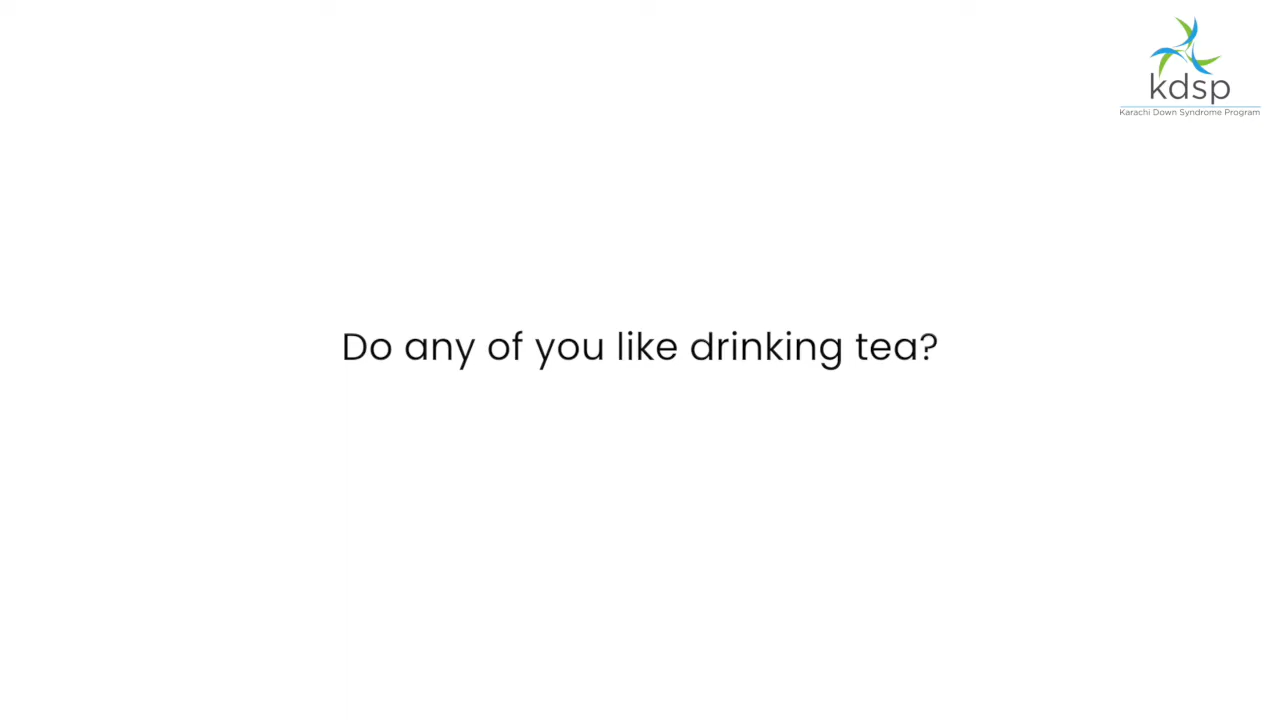 kdsp
Karachi Down Syndrome Program
Do any of you like drinking tea?